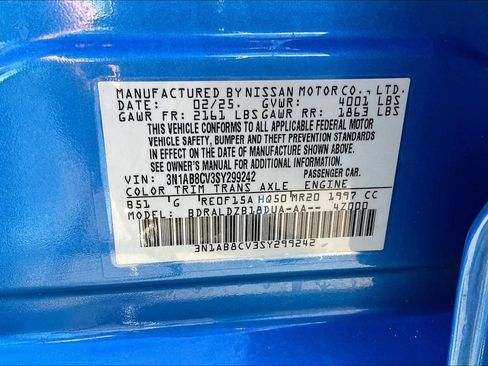 MANUFACTURED BY NISSAN MOTOR CO., LTD.
DATE: 02/25. GVWR: 4001 LBS
GAWR FR: 2161 LBS GAWR RR: 1863 LBS
THIS VEHICLE CONFORMS TO ALL APPLICABLE FEDERAL MOTOR
VEHICLE SAFETY, BUMPER AND THEFT PREVENTION STANDARDS
IN EFFECT ON THE DATE OF MANUFACTURE SHOWN ABOVE.
SEE OWNER'S MANUAL FOR ADDITIONAL INFORMATION.
VIN: 3N1AB8CV3SY299242 PASSENGER CAR.
COLOR TRIM TRANS AXLE ENGINE
B51 G RE0F15A HQ50 MR20 1997 CC
MODEL: BDRALDZB18DUA-AA-- 47000
3N1AB8CV3SY299242